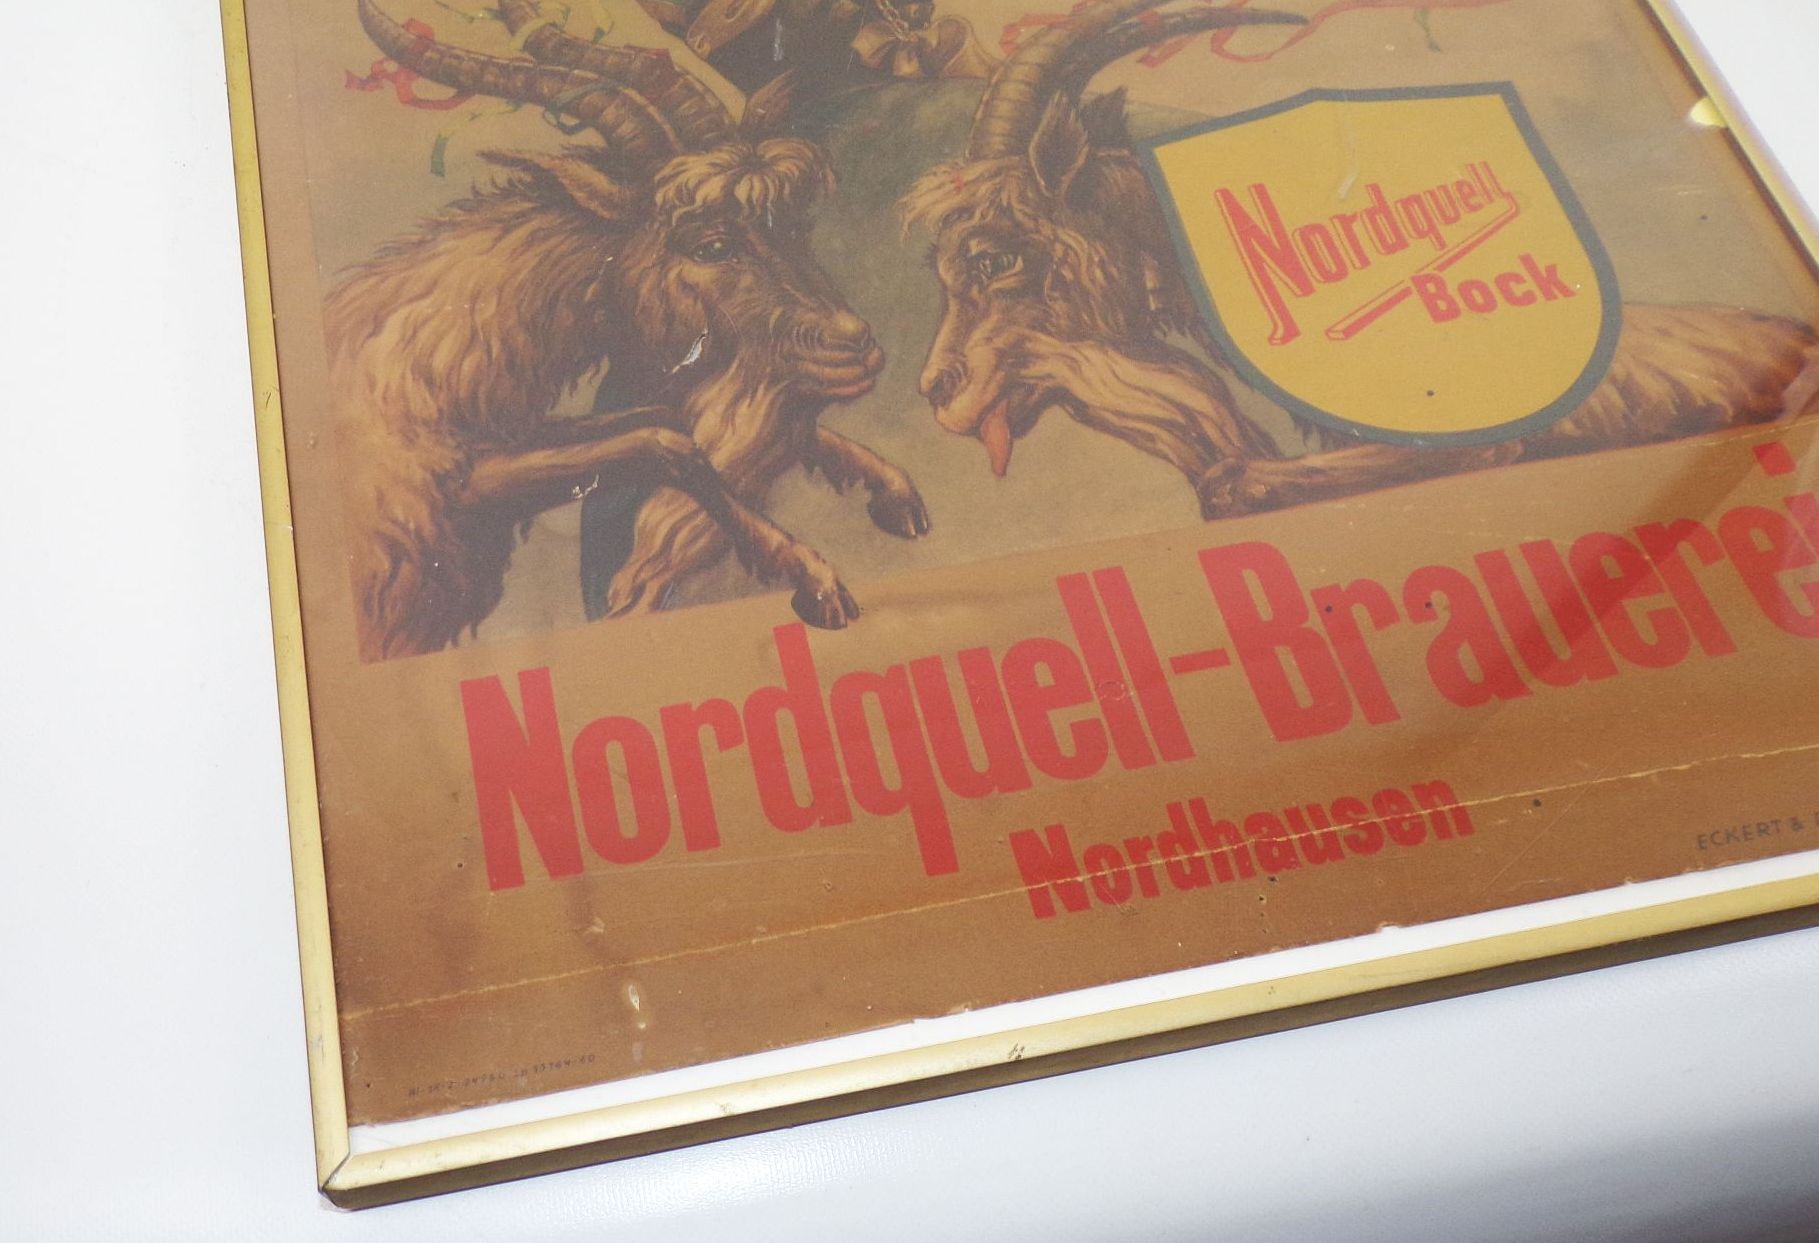 Nordquell
Bock
Nordquell-Brauerei
Nordhausen
ECKERT &